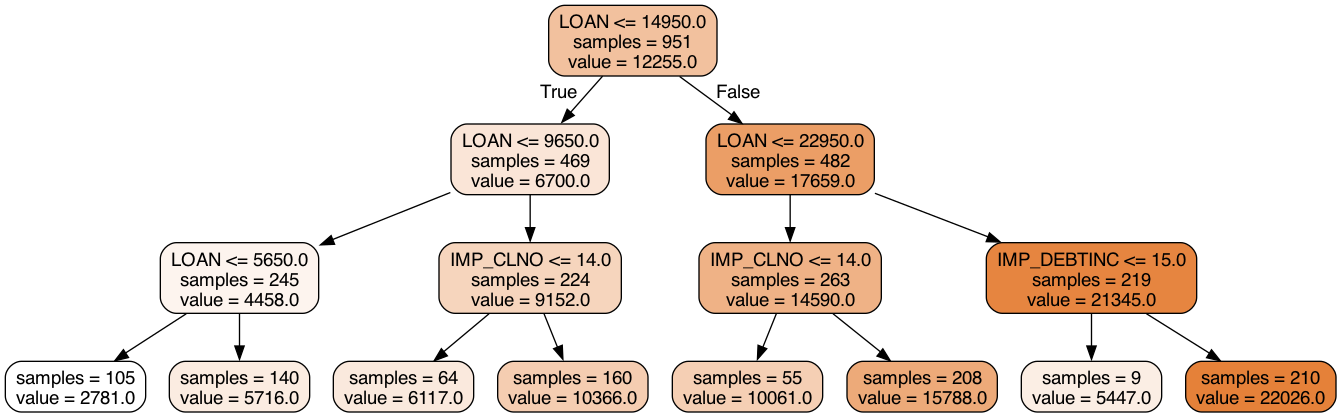 LOAN <= 14950.0
samples = 951
value = 12255.0
True
False
LOAN <= 9650.0
samples = 469
value = 6700.0
LOAN <= 22950.0
samples = 482
value = 17659.0
LOAN <= 5650.0
samples = 245
value = 4458.0
IMP_CLNO <= 14.0
samples = 224
value = 9152.0
IMP_CLNO <= 14.0
samples = 263
value = 14590.0
IMP_DEBTINC <= 15.0
samples = 219
value = 21345.0
samples = 105
value = 2781.0
samples = 140
value = 5716.0
samples = 64
value = 6117.0
samples = 160
value = 10366.0
samples = 55
value = 10061.0
samples = 208
value = 15788.0
samples = 9
value = 5447.0
samples = 210
value = 22026.0